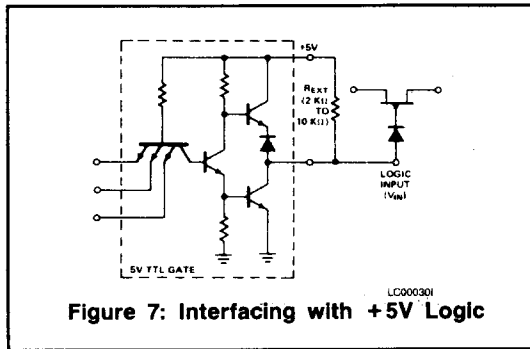 +5V
REXT
(2 KΩ
TO
10 KΩ)
LOGIC
INPUT
(VIN)
5V TTL GATE
LC00030I
Figure 7: Interfacing with +5V Logic